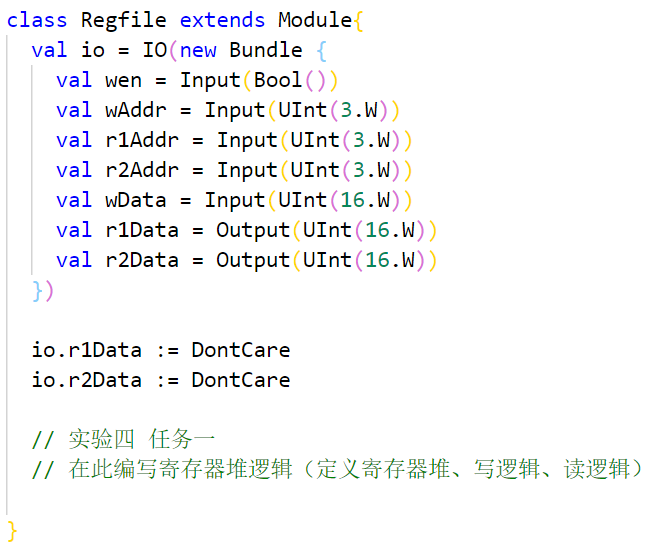 class Regfile extends Module{
  val io = IO(new Bundle {
    val wen = Input(Bool())
    val wAddr = Input(UInt(3.W))
    val r1Addr = Input(UInt(3.W))
    val r2Addr = Input(UInt(3.W))
    val wData = Input(UInt(16.W))
    val r1Data = Output(UInt(16.W))
    val r2Data = Output(UInt(16.W))
  })

  io.r1Data := DontCare
  io.r2Data := DontCare

  // 实验四 任务一
  // 在此编写寄存器堆逻辑（定义寄存器堆、写逻辑、读逻辑）

}